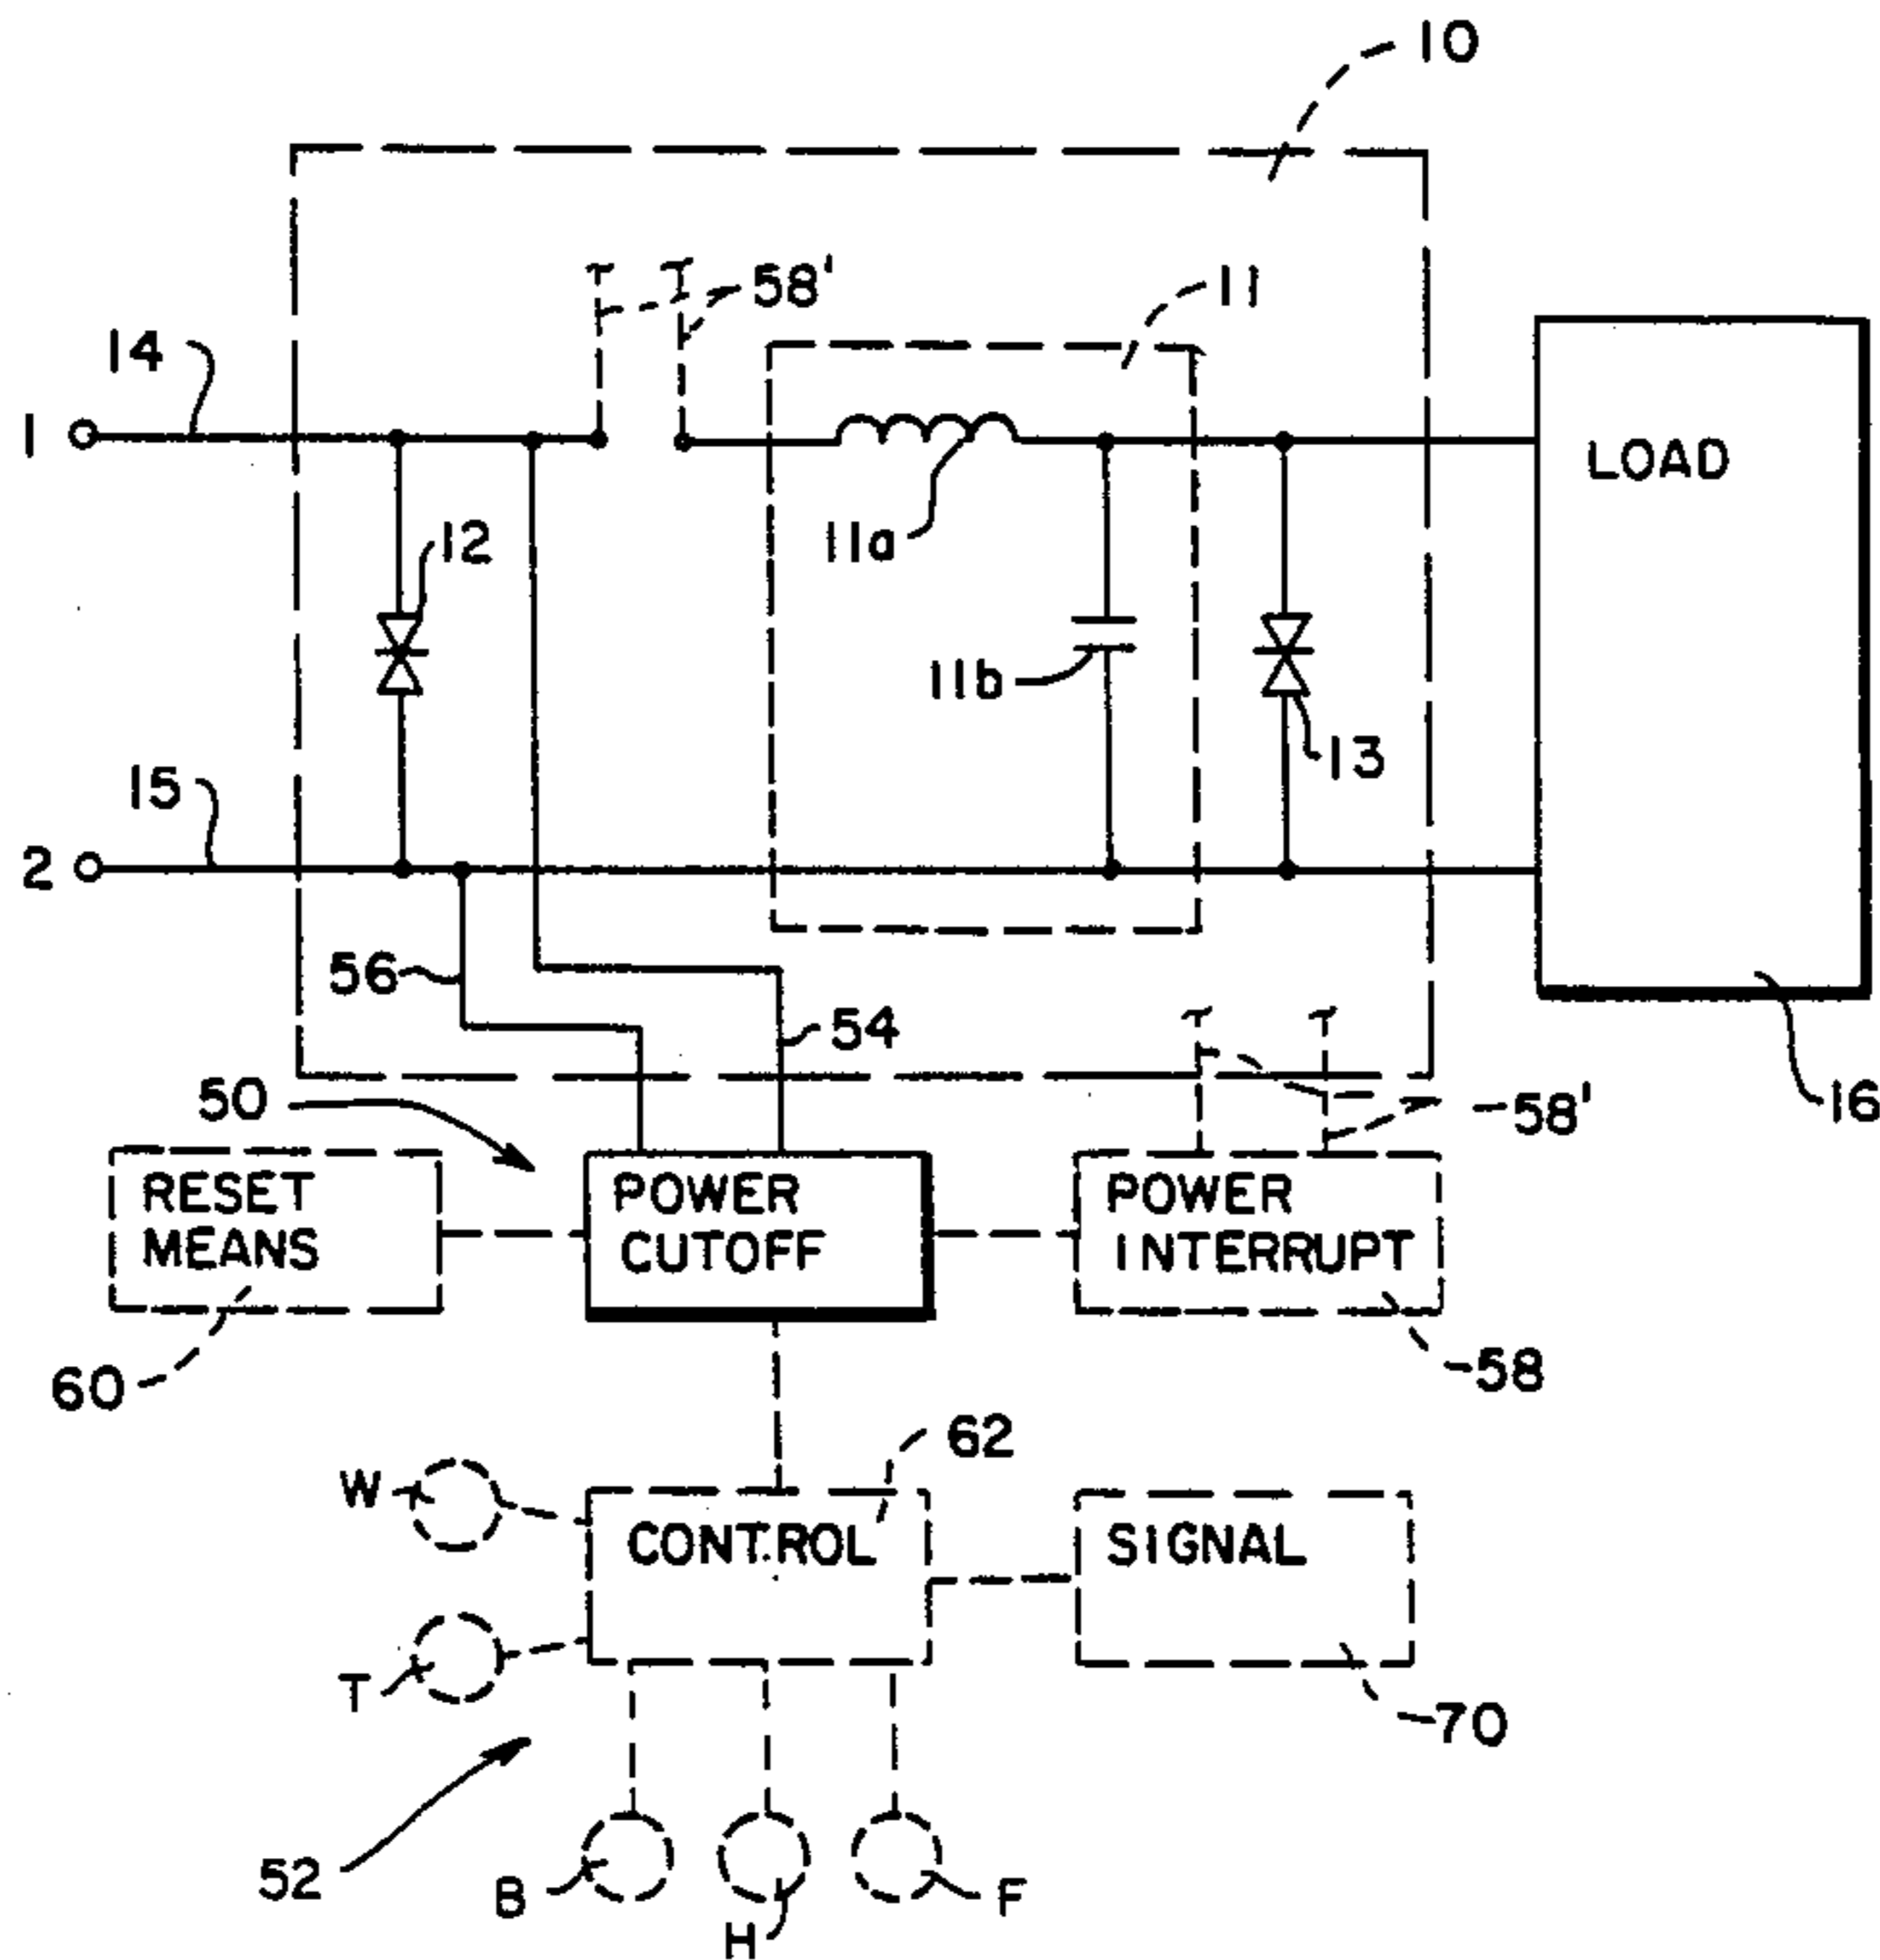 10
58'
11
14
1
LOAD
12
11a
11b
13
15
2
56
54
50
58'
16
RESET
MEANS
POWER
CUTOFF
POWER
INTERRUPT
60
58
62
W
CONTROL
SIGNAL
T
70
52
B
H
F